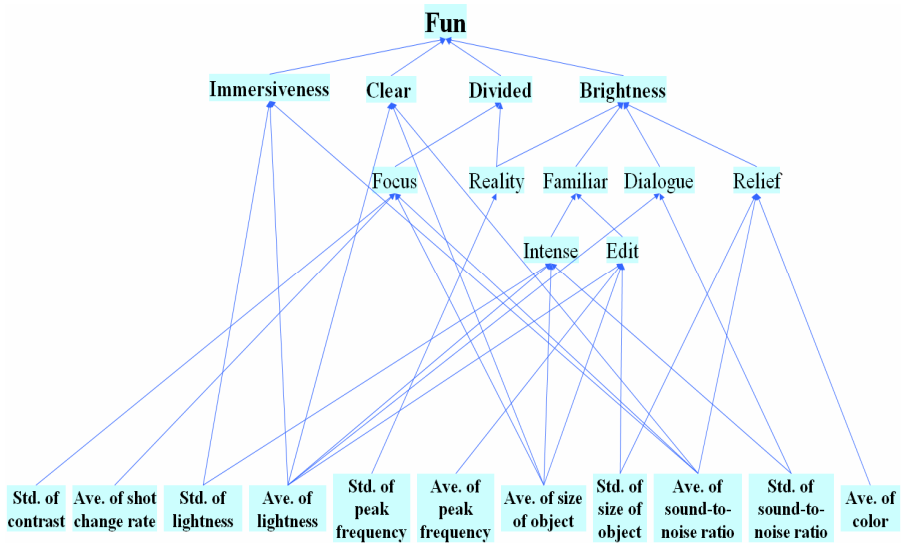 Fun
Immersiveness
Clear
Divided
Brightness
Focus
Reality
Familiar
Dialogue
Relief
Intense
Edit
Std. of
contrast
Ave. of shot
change rate
Std. of
lightness
Ave. of
lightness
Std. of
peak
frequency
Ave. of
peak
frequency
Ave. of size
of object
Std. of
size of
object
Ave. of
sound-to-
noise ratio
Std. of
sound-to-
noise ratio
Ave. of
color